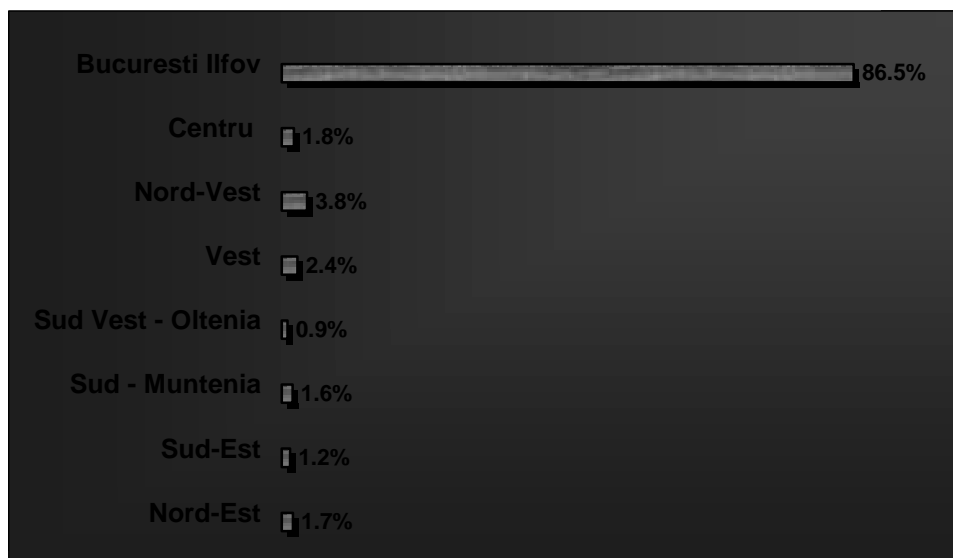 Bucuresti Ilfov 86.5%
Centru 1.8%
Nord-Vest 3.8%
Vest 2.4%
Sud Vest - Oltenia 0.9%
Sud - Muntenia 1.6%
Sud-Est 1.2%
Nord-Est 1.7%